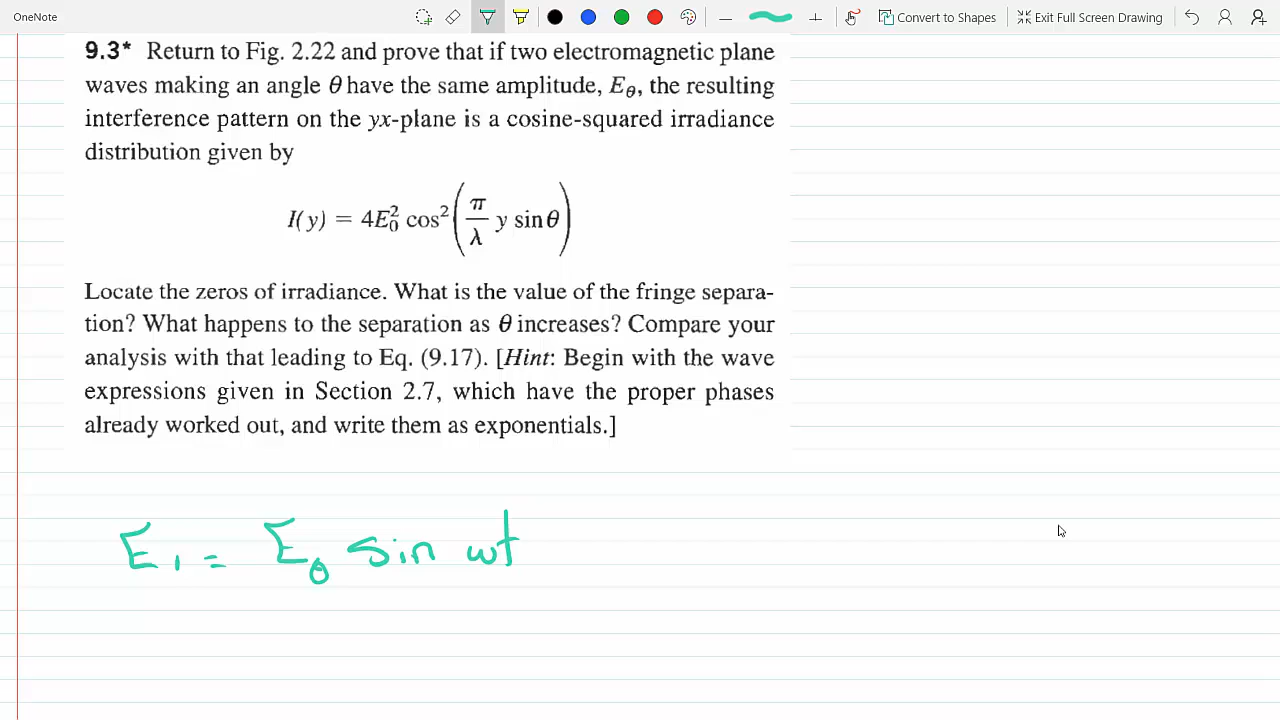 OneNote
Convert to Shapes
Exit Full Screen Drawing
9.3* Return to Fig. 2.22 and prove that if two electromagnetic plane
waves making an angle θ have the same amplitude, E_θ, the resulting
interference pattern on the yx-plane is a cosine-squared irradiance
distribution given by
I(y) = 4E₀² cos² (π/λ y sin θ)
Locate the zeros of irradiance. What is the value of the fringe separa-
tion? What happens to the separation as θ increases? Compare your
analysis with that leading to Eq. (9.17). [Hint: Begin with the wave
expressions given in Section 2.7, which have the proper phases
already worked out, and write them as exponentials.]
E₁ = E_θ sin ωt